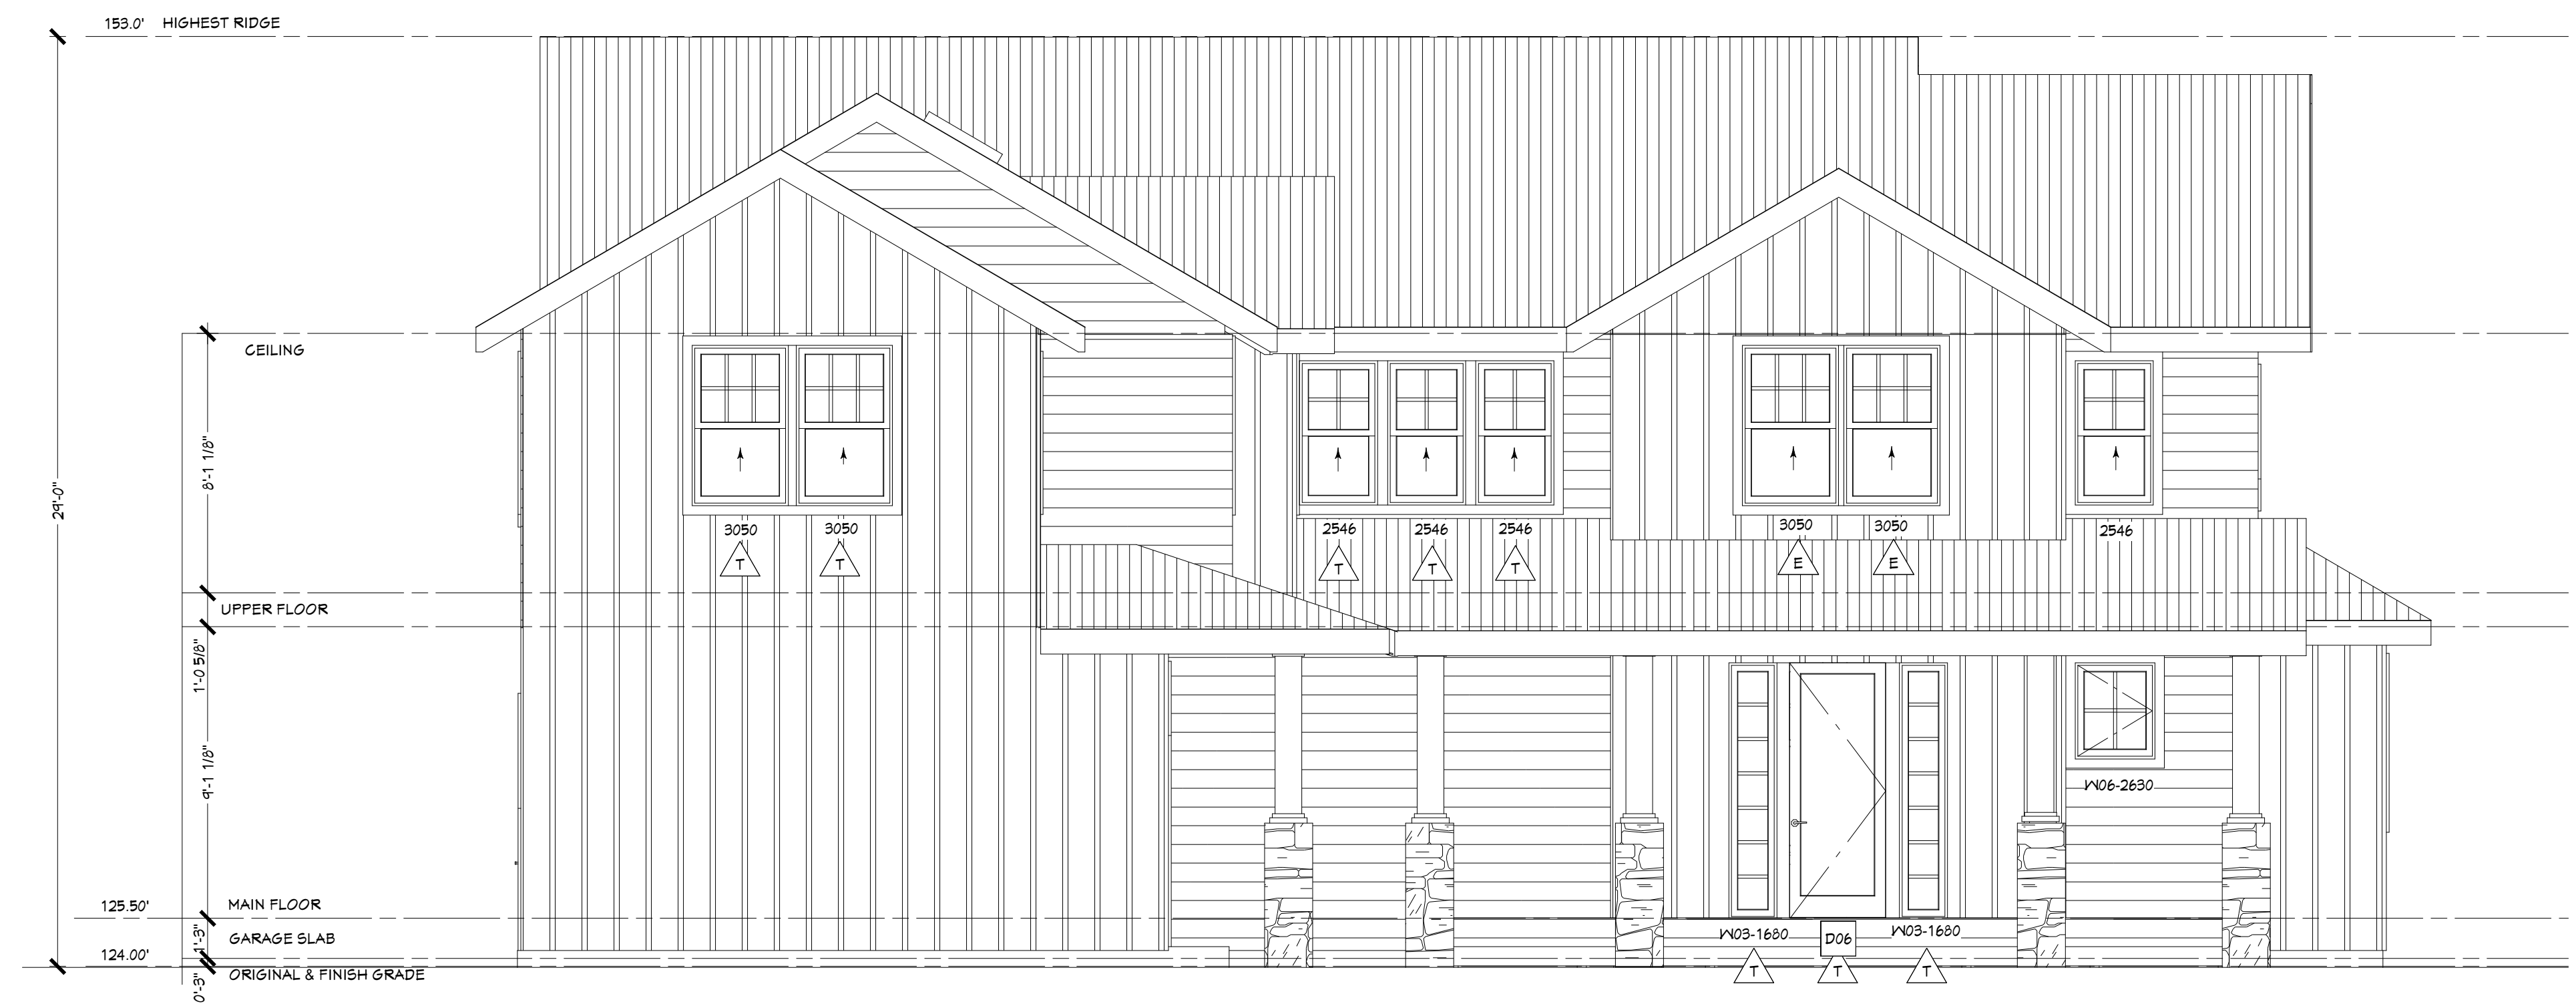 153.0' HIGHEST RIDGE
CEILING
8'-1 1/8"
29'-0"
3050 3050 2546 2546 2546 3050 3050 2546
T T T T T E E
UPPER FLOOR
1'-0 5/8"
9'-1 1/8"
W06-2630
125.50' MAIN FLOOR
1'-3" GARAGE SLAB
W03-1680 D06 W03-1680
124.00'
T T T
0'-3" ORIGINAL & FINISH GRADE